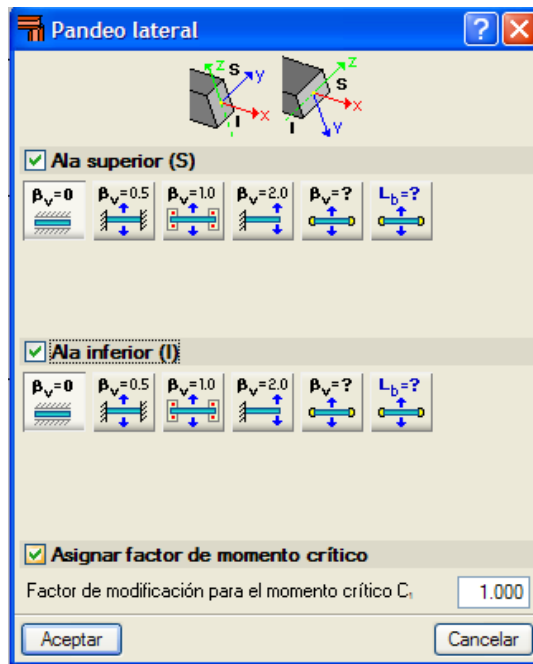 Pandeo lateral
S
z y x I
z S x I y
Ala superior (S)
βv=0 βv=0.5 βv=1.0 βv=2.0 βv=? Lb=?
Ala inferior (I)
βv=0 βv=0.5 βv=1.0 βv=2.0 βv=? Lb=?
Asignar factor de momento crítico
Factor de modificación para el momento crítico C₁ 1.000
Aceptar Cancelar